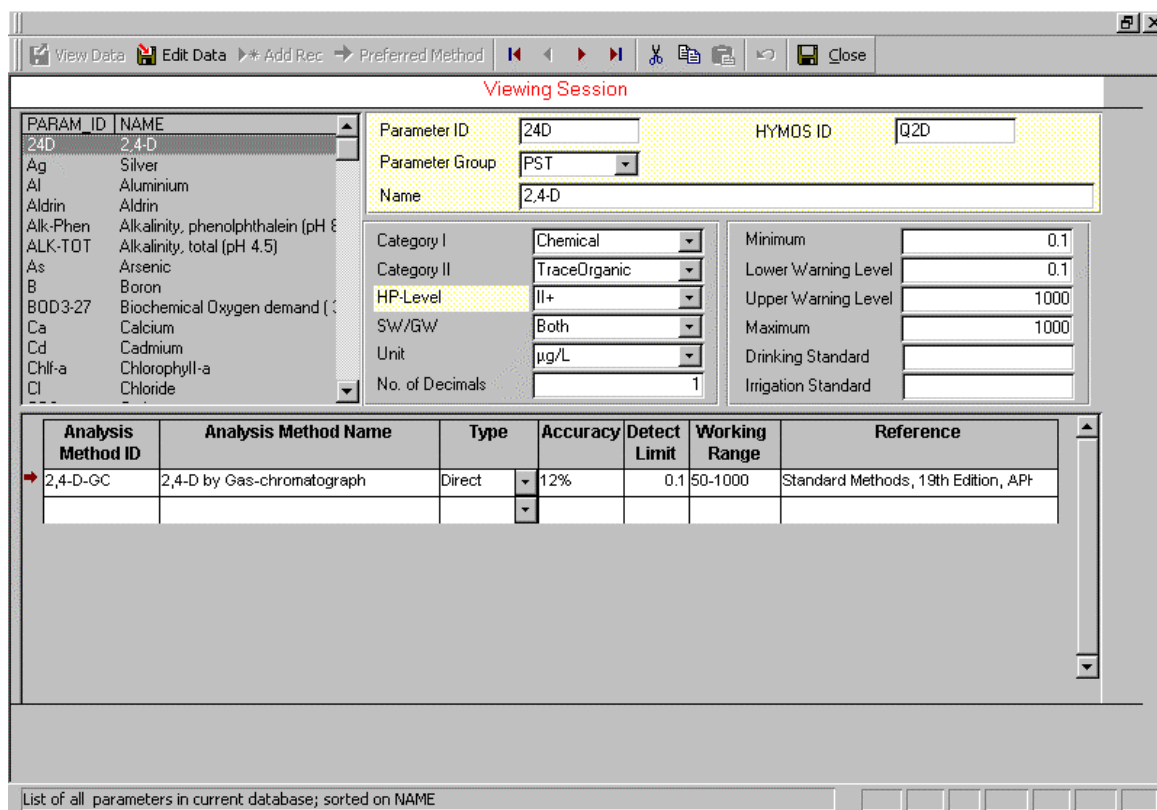 View Data Edit Data Add Rec Preferred Method Close
Viewing Session
PARAM_ID NAME
24D 2,4-D
Ag Silver
Al Aluminium
Aldrin Aldrin
Alk-Phen Alkalinity, phenolphthalein (pH 8
ALK-TOT Alkalinity, total (pH 4.5)
As Arsenic
B Boron
BOD3-27 Biochemical Oxygen demand (
Ca Calcium
Cd Cadmium
Chlf-a Chlorophyll-a
Cl Chloride
Parameter ID 24D HYMOS ID Q2D
Parameter Group PST
Name 2,4-D
Category I Chemical
Category II TraceOrganic
HP-Level II+
SW/GW Both
Unit µg/L
No. of Decimals 1
Minimum 0.1
Lower Warning Level 0.1
Upper Warning Level 1000
Maximum 1000
Drinking Standard
Irrigation Standard
Analysis Method ID Analysis Method Name Type Accuracy Detect Limit Working Range Reference
2,4-D-GC 2,4-D by Gas-chromatograph Direct 12% 0.1 50-1000 Standard Methods, 19th Edition, APH
List of all parameters in current database; sorted on NAME